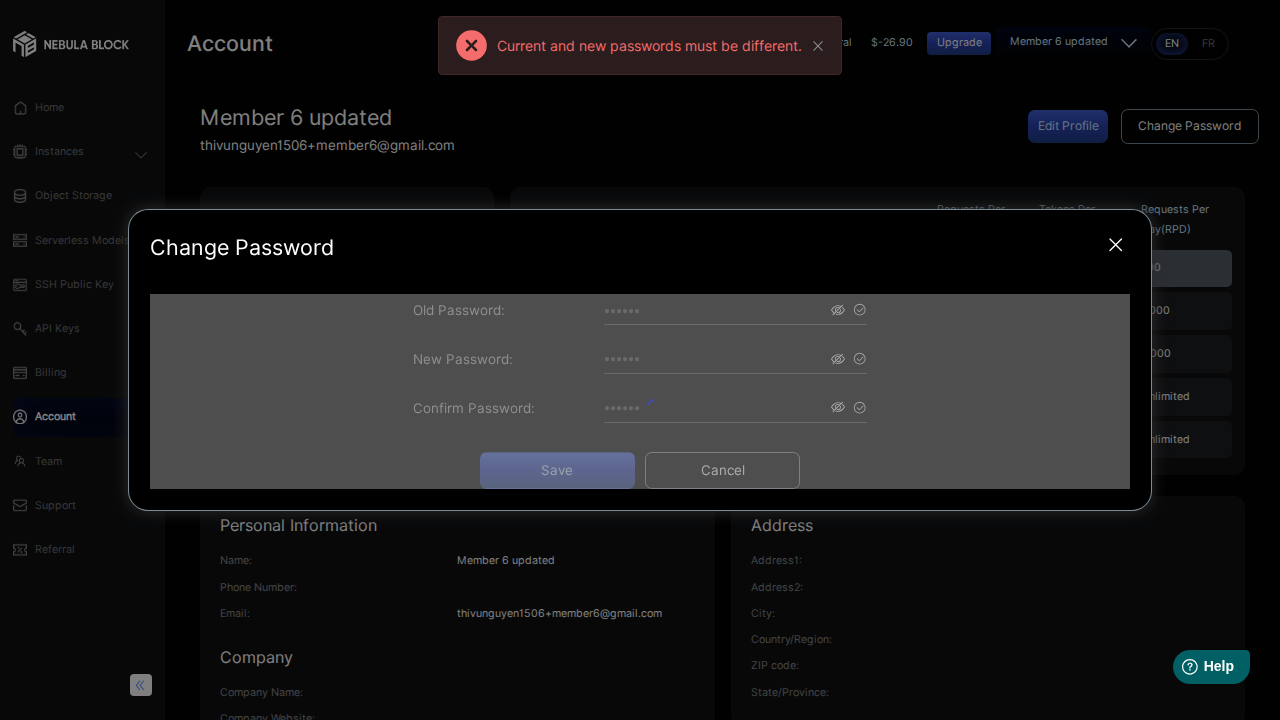 NEBULA BLOCK
Account
Current and new passwords must be different.
$-26.90
Upgrade
Member 6 updated
EN
FR
Home
Instances
Object Storage
Serverless Models
SSH Public Key
API Keys
Billing
Account
Team
Support
Referral
Member 6 updated
thivunguyen1506+member6@gmail.com
Edit Profile
Change Password
Requests Per
Tokens Per
Requests Per
Change Password
Old Password:
••••••
New Password:
••••••
Confirm Password:
••••••
Save
Cancel
Personal Information
Name:
Member 6 updated
Phone Number:
Email:
thivunguyen1506+member6@gmail.com
Company
Company Name:
Company Website:
Address
Address1:
Address2:
City:
Country/Region:
ZIP code:
State/Province:
Help